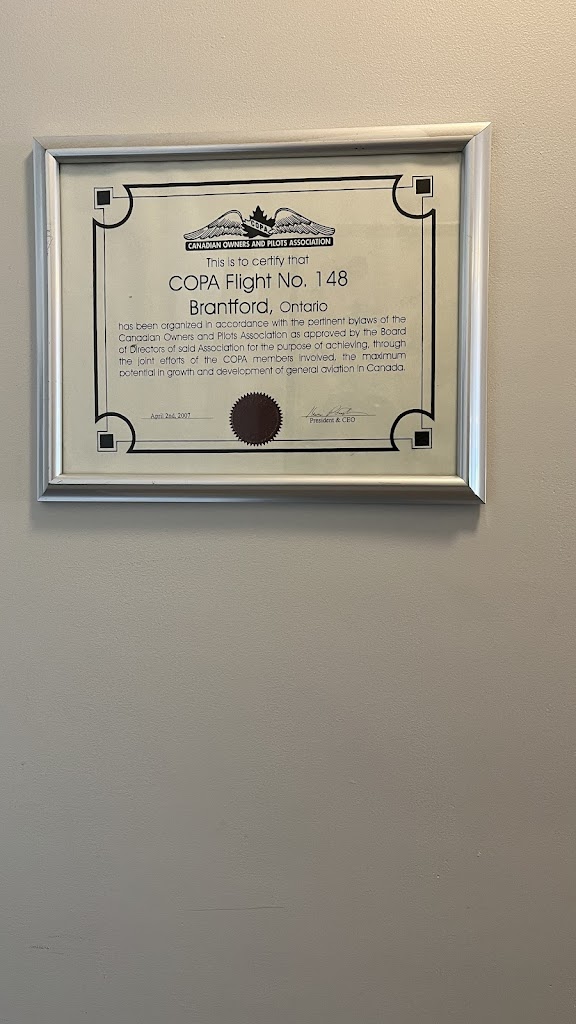 COPA
CANADIAN OWNERS AND PILOTS ASSOCIATION
This is to certify that
COPA Flight No. 148
Brantford, Ontario
has been organized in accordance with the pertinent bylaws of the
Canadian Owners and Pilots Association as approved by the Board
of Directors of said Association for the purpose of achieving, through
the joint efforts of the COPA members involved, the maximum
potential in growth and development of general aviation in Canada.
April 2nd, 2007
President & CEO